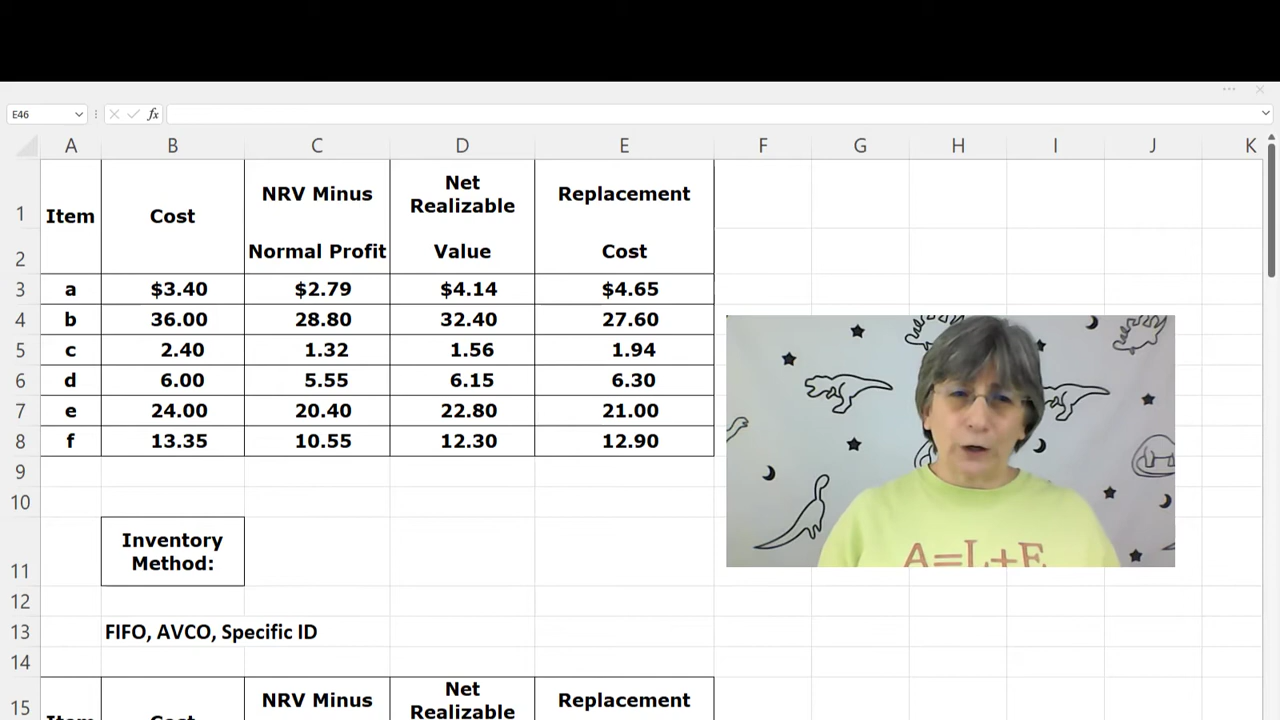 E46
fx
A B C D E F G H I J K
1
Item Cost NRV Minus Net Realizable Replacement
2
Normal Profit Value Cost
3 a $3.40 $2.79 $4.14 $4.65
4 b 36.00 28.80 32.40 27.60
5 c 2.40 1.32 1.56 1.94
6 d 6.00 5.55 6.15 6.30
7 e 24.00 20.40 22.80 21.00
8 f 13.35 10.55 12.30 12.90
9
10
Inventory
Method:
11
12
13 FIFO, AVCO, Specific ID
14
15 NRV Minus Net Realizable Replacement
A=L+E